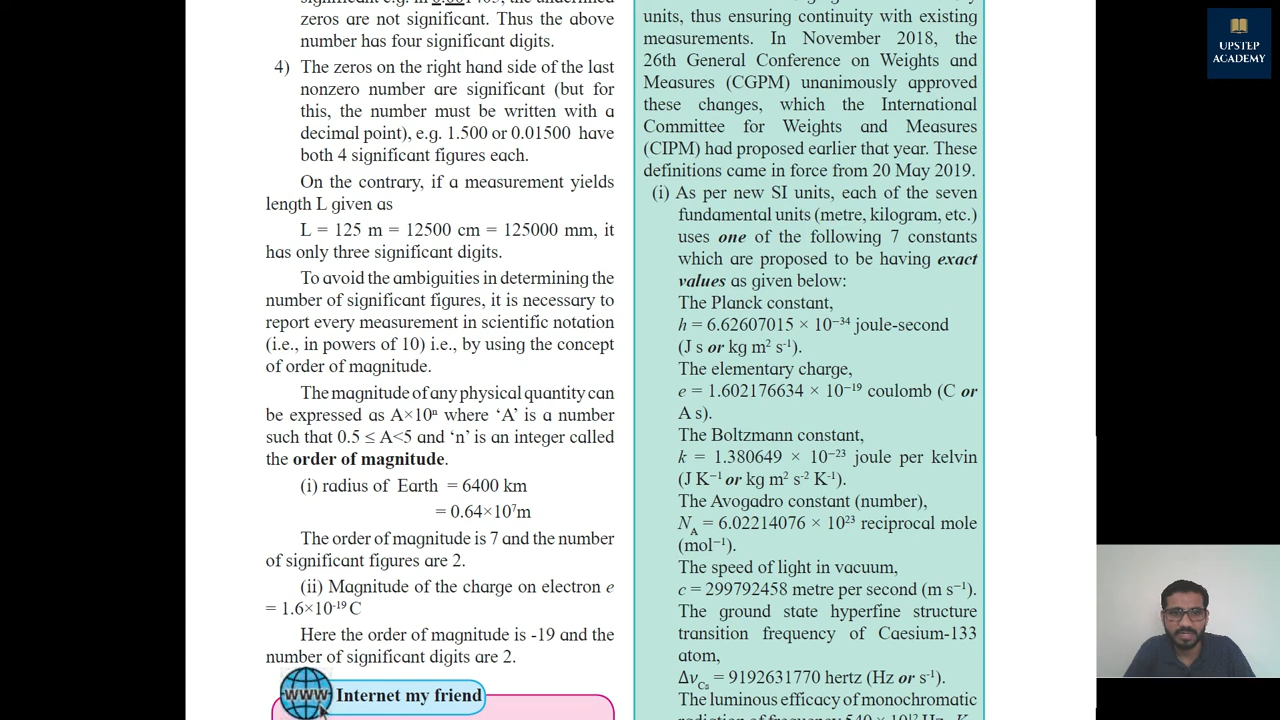 significant e.g. in 0.001405, the underlined
zeros are not significant. Thus the above
number has four significant digits.
4) The zeros on the right hand side of the last
nonzero number are significant (but for
this, the number must be written with a
decimal point), e.g. 1.500 or 0.01500 have
both 4 significant figures each.
On the contrary, if a measurement yields
length L given as
L = 125 m = 12500 cm = 125000 mm, it
has only three significant digits.
To avoid the ambiguities in determining the
number of significant figures, it is necessary to
report every measurement in scientific notation
(i.e., in powers of 10) i.e., by using the concept
of order of magnitude.
The magnitude of any physical quantity can
be expressed as A×10ⁿ where ‘A’ is a number
such that 0.5 ≤ A<5 and ‘n’ is an integer called
the order of magnitude.
(i) radius of Earth = 6400 km
= 0.64×10⁷m
The order of magnitude is 7 and the number
of significant figures are 2.
(ii) Magnitude of the charge on electron e
= 1.6×10⁻¹⁹ C
Here the order of magnitude is -19 and the
number of significant digits are 2.
www Internet my friend
units, thus ensuring continuity with existing
measurements. In November 2018, the
26th General Conference on Weights and
Measures (CGPM) unanimously approved
these changes, which the International
Committee for Weights and Measures
(CIPM) had proposed earlier that year. These
definitions came in force from 20 May 2019.
(i) As per new SI units, each of the seven
fundamental units (metre, kilogram, etc.)
uses one of the following 7 constants
which are proposed to be having exact
values as given below:
The Planck constant,
h = 6.62607015 × 10⁻³⁴ joule-second
(J s or kg m² s⁻¹).
The elementary charge,
e = 1.602176634 × 10⁻¹⁹ coulomb (C or
A s).
The Boltzmann constant,
k = 1.380649 × 10⁻²³ joule per kelvin
(J K⁻¹ or kg m² s⁻² K⁻¹).
The Avogadro constant (number),
N_A = 6.02214076 × 10²³ reciprocal mole
(mol⁻¹).
The speed of light in vacuum,
c = 299792458 metre per second (m s⁻¹).
The ground state hyperfine structure
transition frequency of Caesium-133
atom,
Δν_Cs = 9192631770 hertz (Hz or s⁻¹).
The luminous efficacy of monochromatic
radiation of frequency 540 × 10¹² Hz, K
UPSTEP
ACADEMY